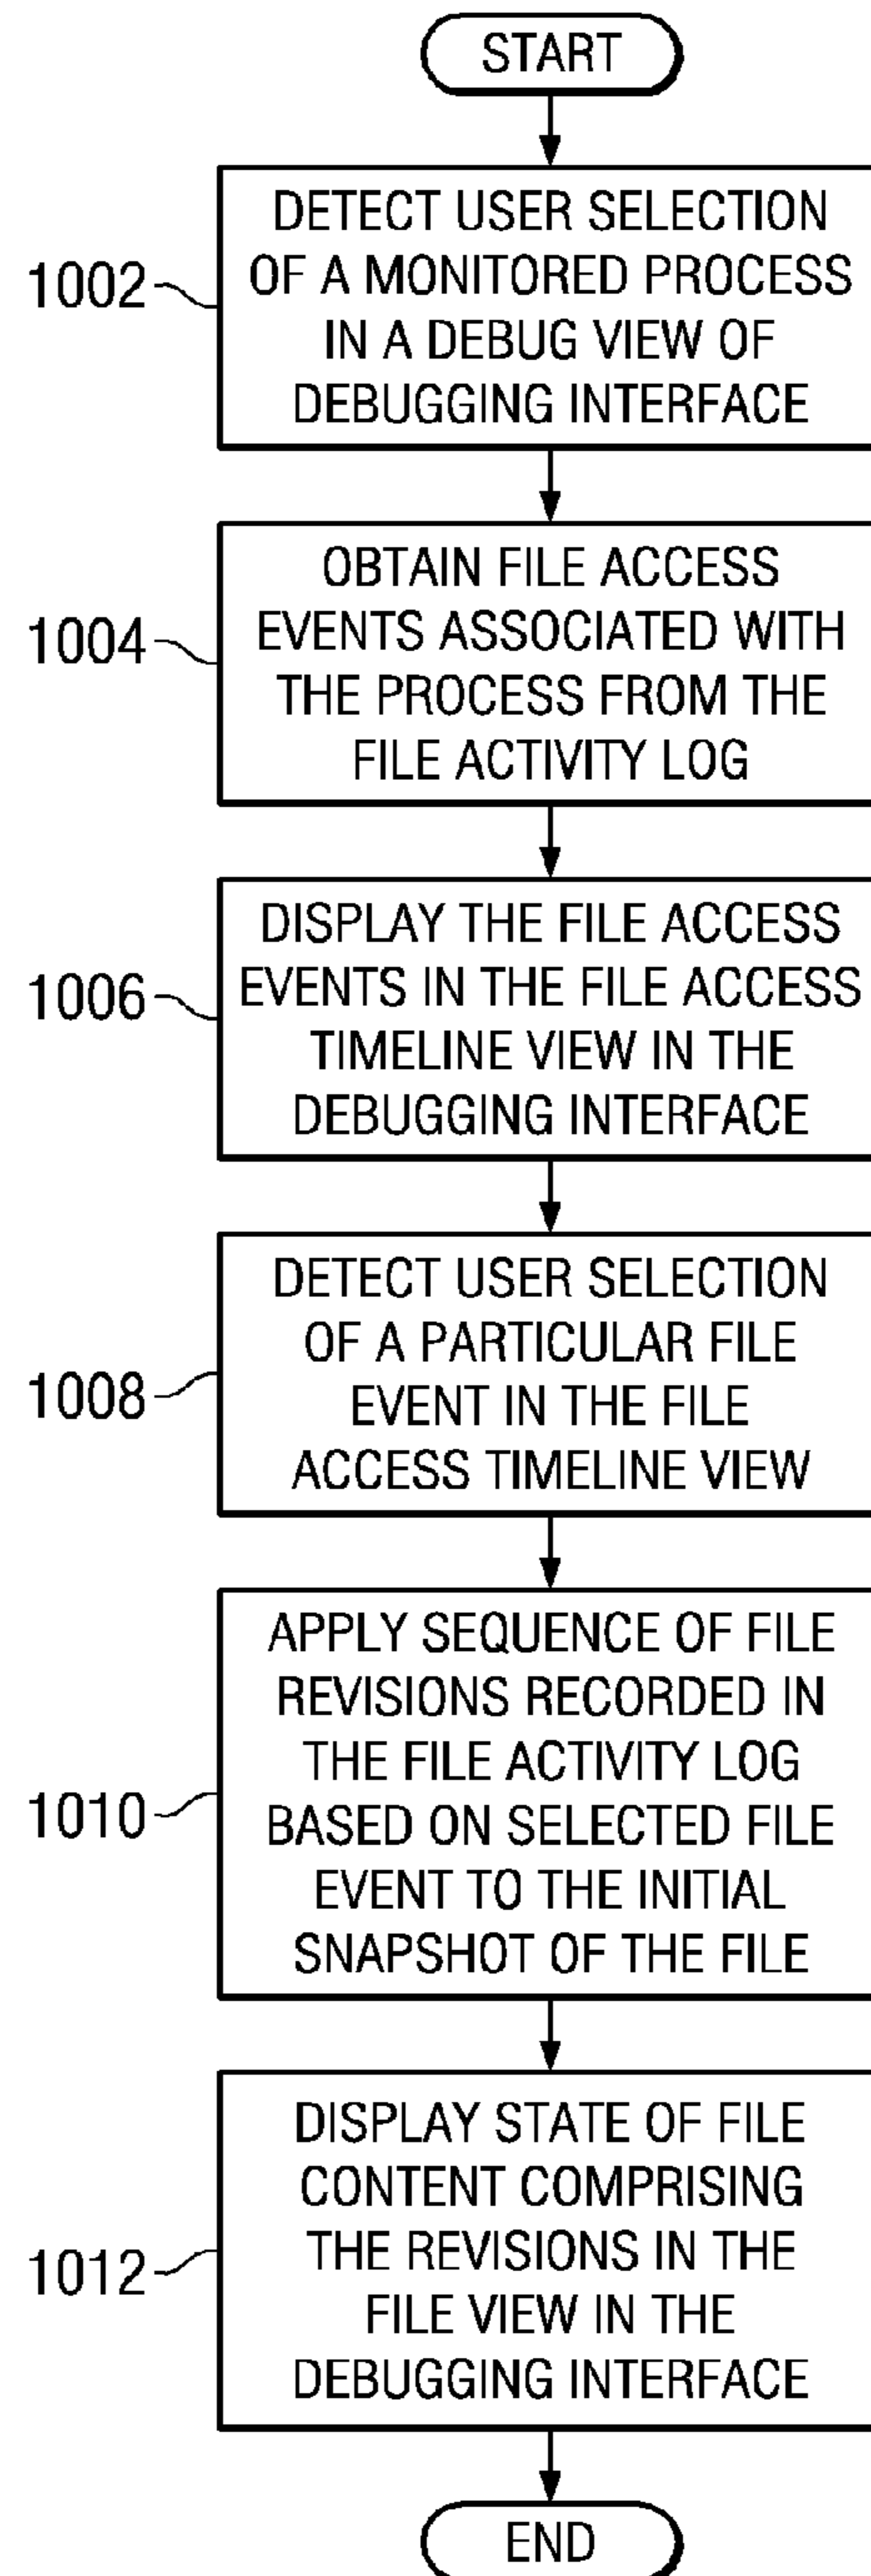 START
DETECT USER SELECTION
OF A MONITORED PROCESS
IN A DEBUG VIEW OF
DEBUGGING INTERFACE
1002
OBTAIN FILE ACCESS
EVENTS ASSOCIATED WITH
THE PROCESS FROM THE
FILE ACTIVITY LOG
1004
DISPLAY THE FILE ACCESS
EVENTS IN THE FILE ACCESS
TIMELINE VIEW IN THE
DEBUGGING INTERFACE
1006
DETECT USER SELECTION
OF A PARTICULAR FILE
EVENT IN THE FILE
ACCESS TIMELINE VIEW
1008
APPLY SEQUENCE OF FILE
REVISIONS RECORDED IN
THE FILE ACTIVITY LOG
BASED ON SELECTED FILE
EVENT TO THE INITIAL
SNAPSHOT OF THE FILE
1010
DISPLAY STATE OF FILE
CONTENT COMPRISING
THE REVISIONS IN THE
FILE VIEW IN THE
DEBUGGING INTERFACE
1012
END